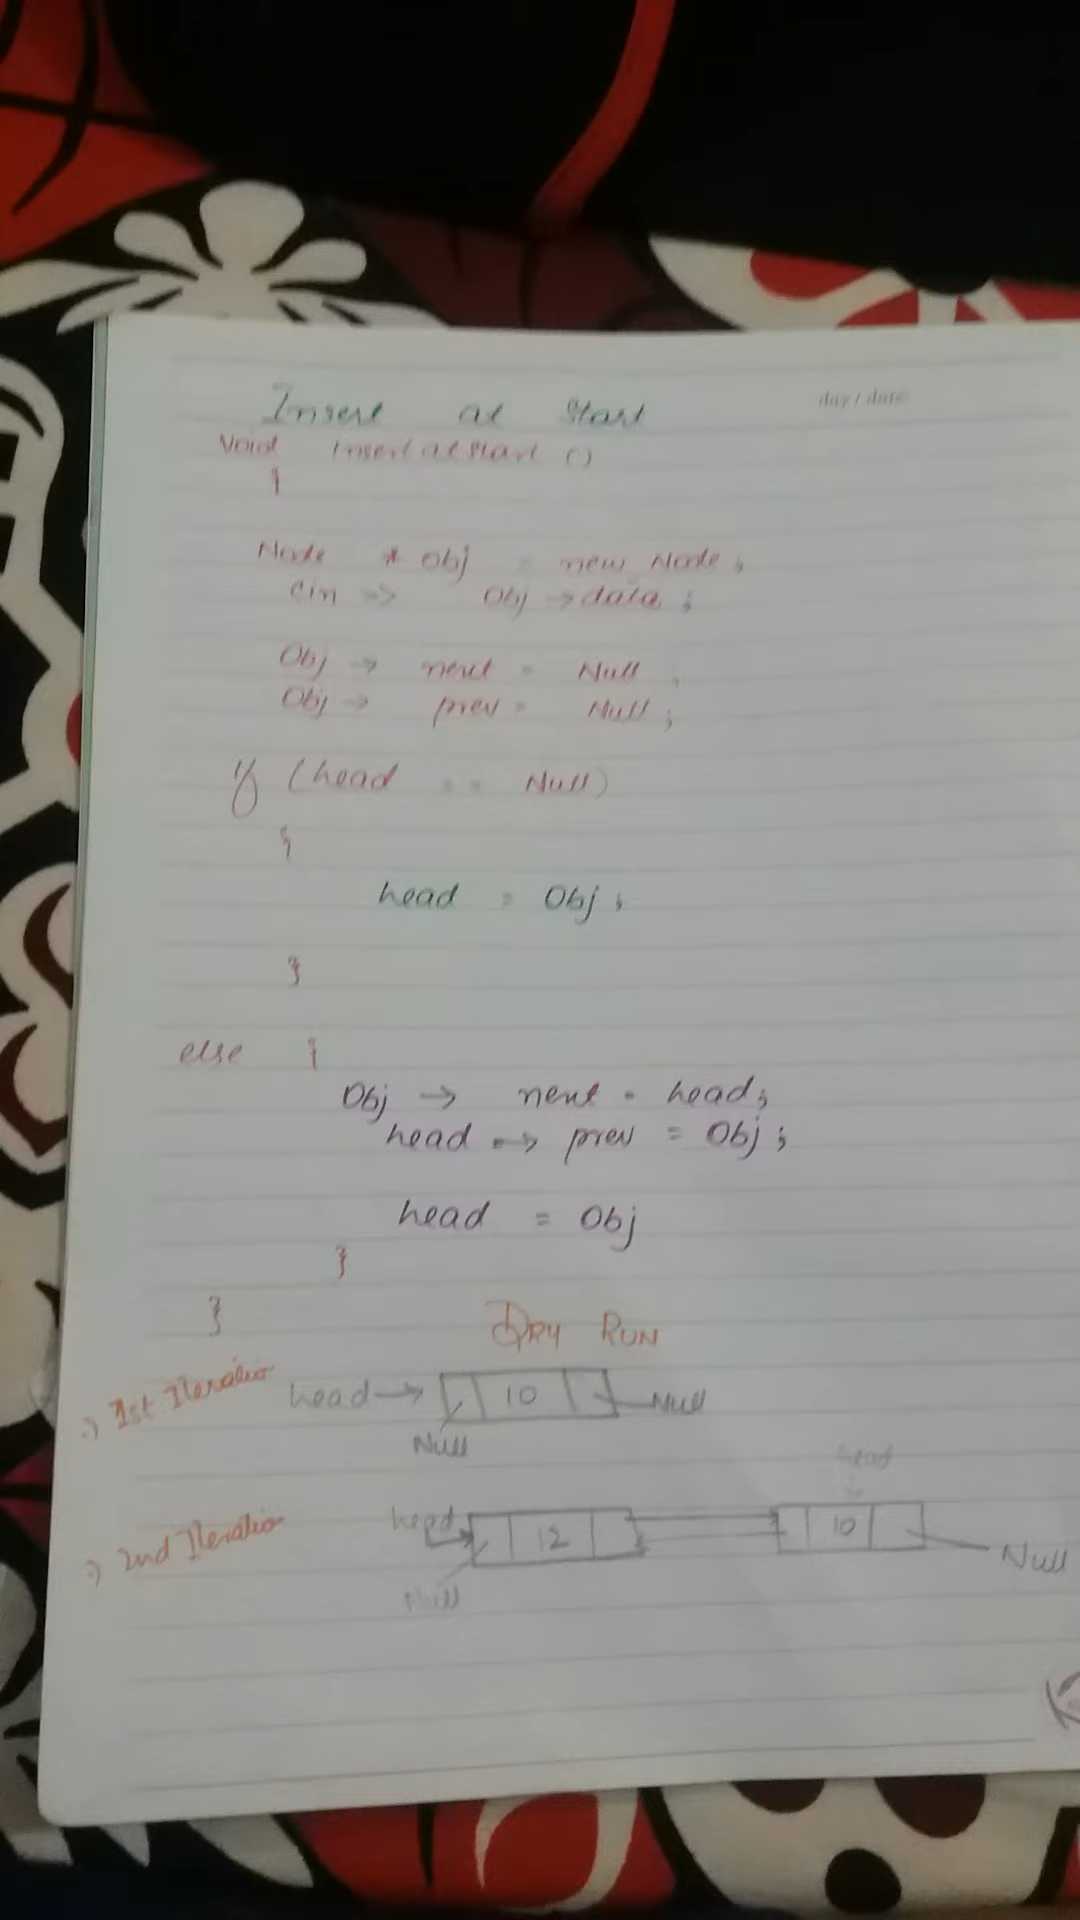 day / date:
Insert at Start
Void Insertatstart ()
{
Node * Obj = new Node;
Cin >> Obj → data;
Obj → next = Null;
Obj → prev = Null;
if (head == Null)
{
head = Obj;
}
else {
Obj → next = head;
head → prev = Obj;
head = Obj
}
}
DRY RUN
:) 1st Iteration head → 10 Null
Null
head
:) 2nd Iteration head 12 10 Null
Null